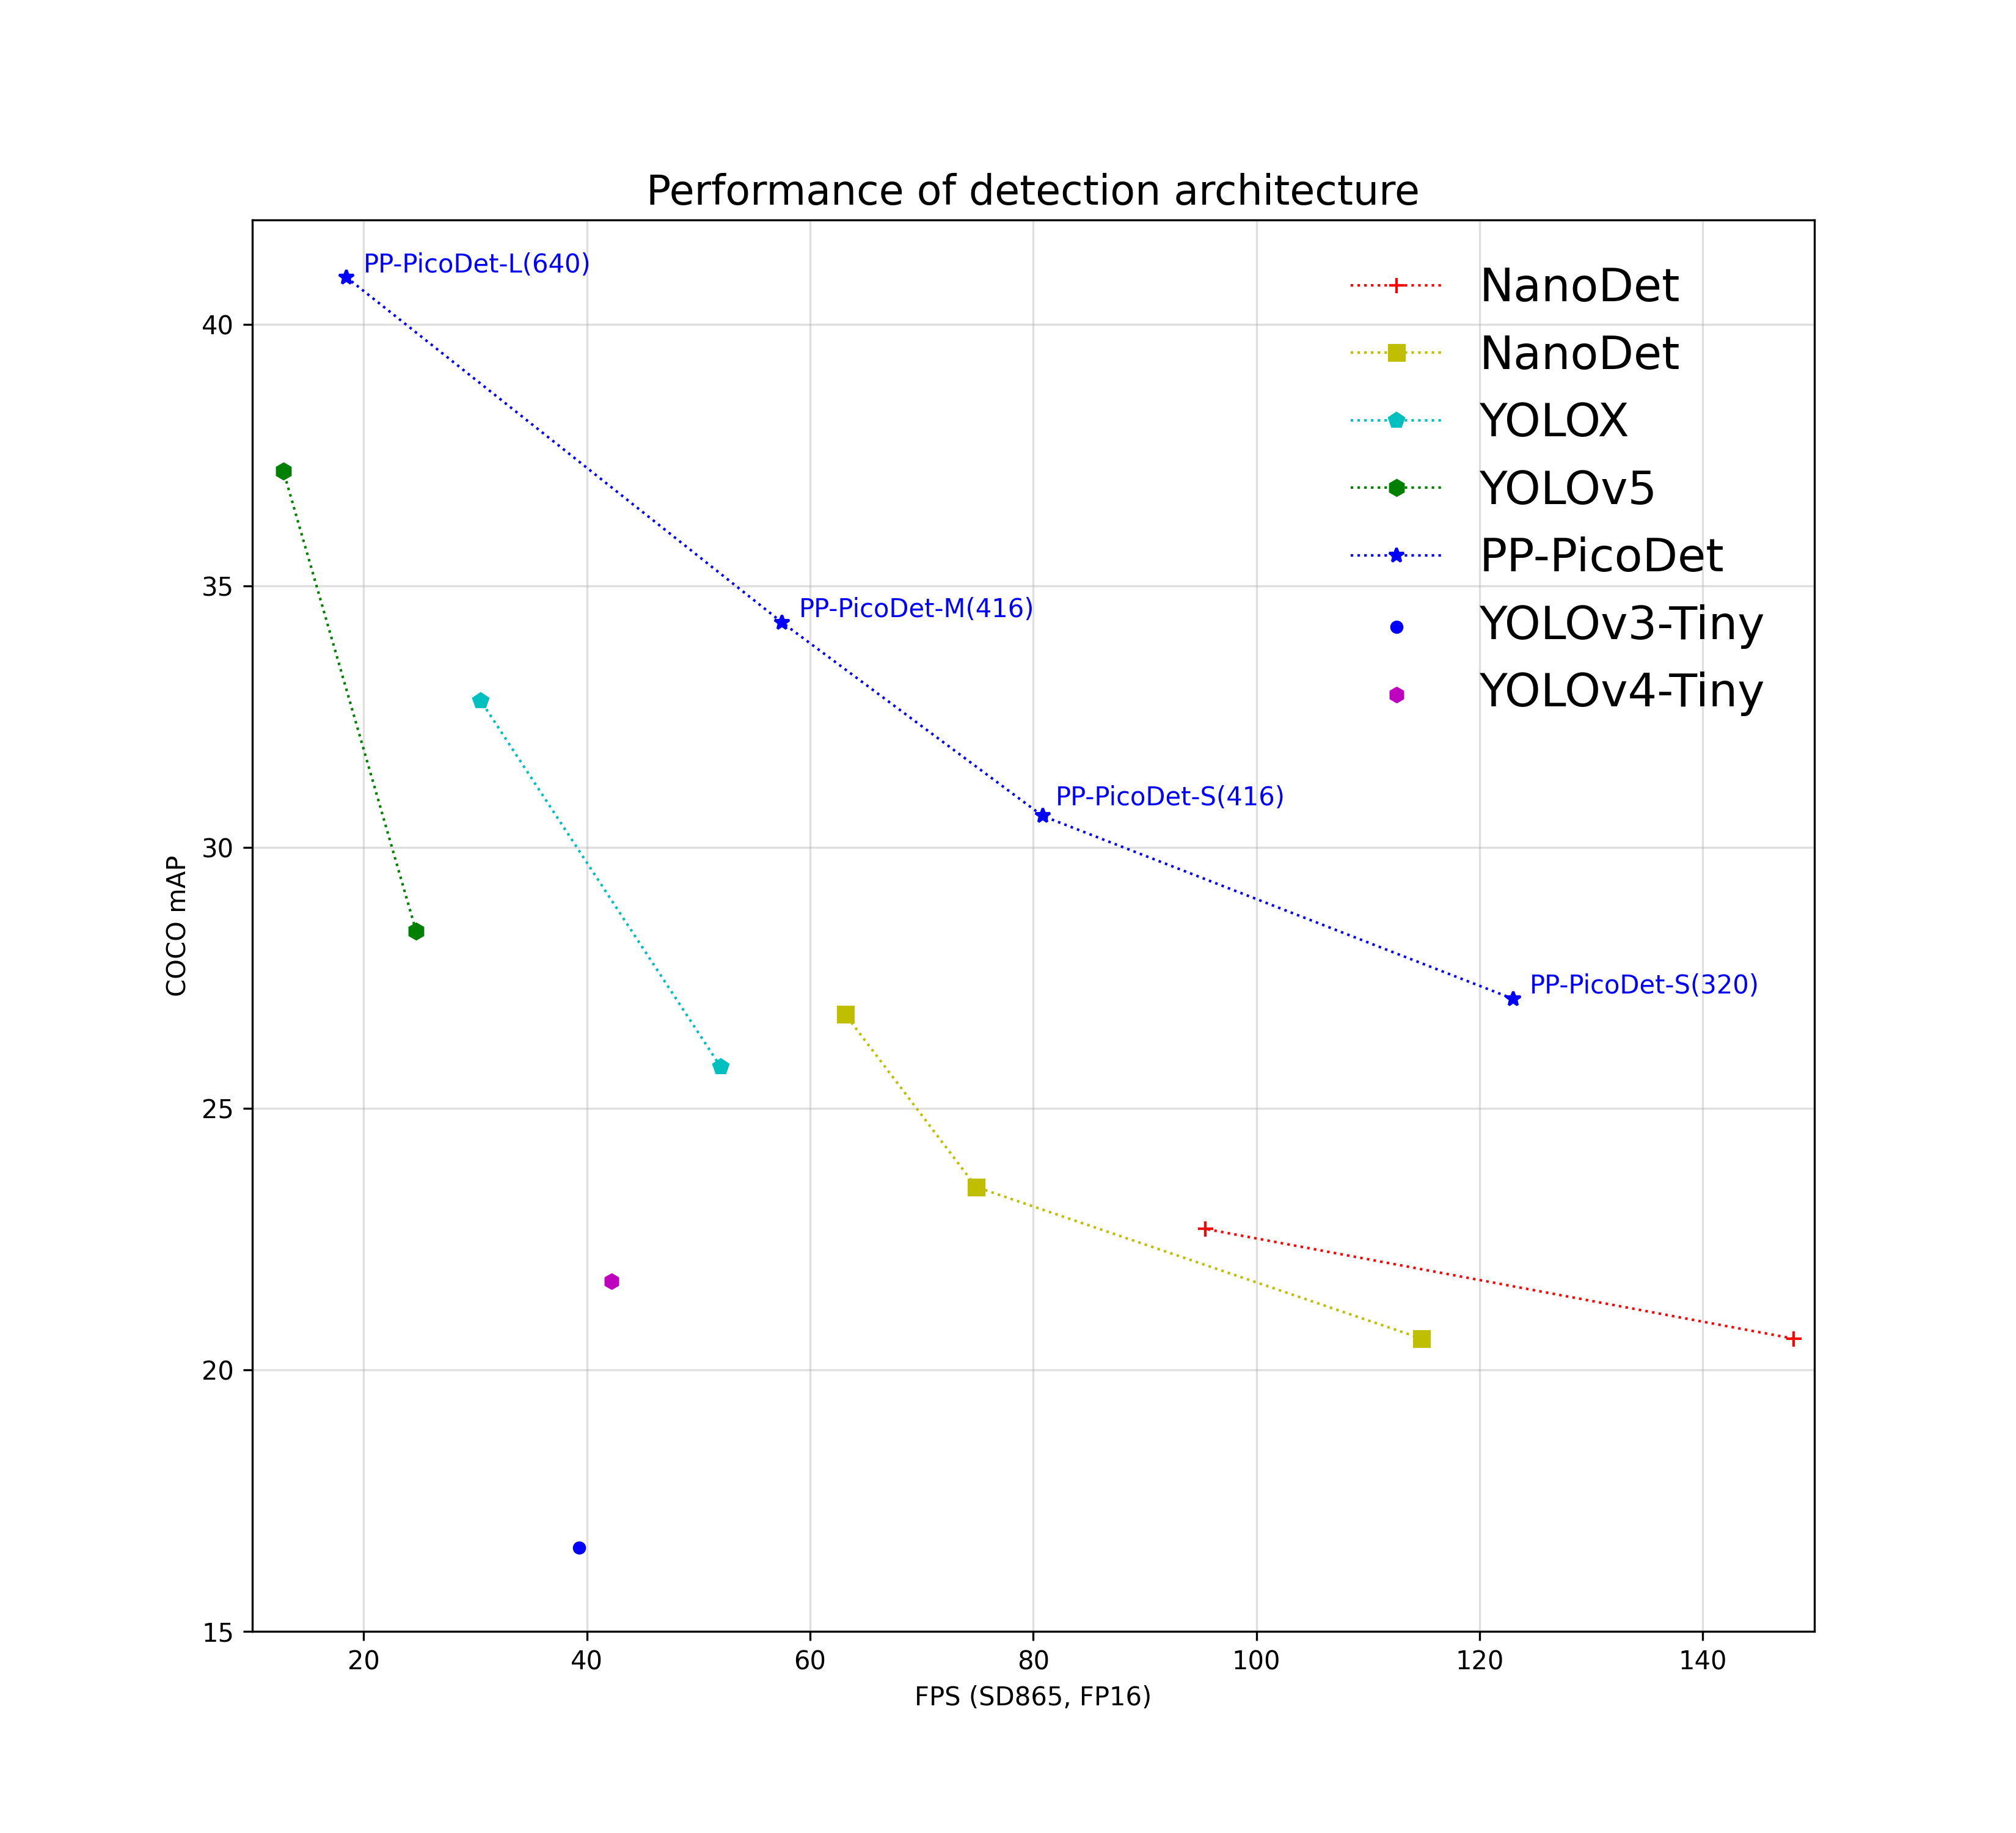 Performance of detection architecture
PP-PicoDet-L(640)
PP-PicoDet-M(416)
PP-PicoDet-S(416)
PP-PicoDet-S(320)
NanoDet
NanoDet
YOLOX
YOLOv5
PP-PicoDet
YOLOv3-Tiny
YOLOv4-Tiny
COCO mAP
40
35
30
25
20
15
20 40 60 80 100 120 140
FPS (SD865, FP16)